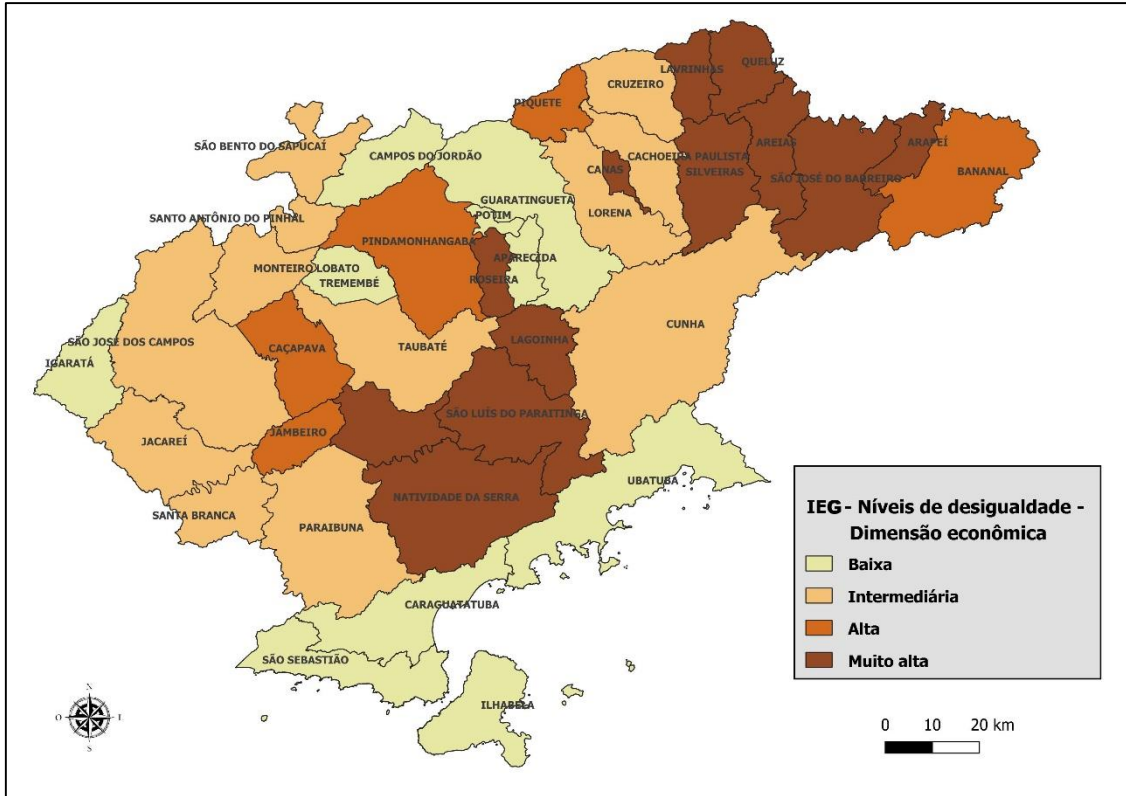 QUELUZ
LAVRINHAS
CRUZEIRO
PIQUETE
AREIAS
ARAPEÍ
SÃO BENTO DO SAPUCAÍ
CAMPOS DO JORDÃO
CACHOEIRA PAULISTA
CANAS
SILVEIRAS
SÃO JOSÉ DO BARREIRO
BANANAL
GUARATINGUETA
POTIM
LORENA
SANTO ANTÔNIO DO PINHAL
PINDAMONHANGABA
APARECIDA
MONTEIRO LOBATO
TREMEMBÉ
ROSEIRA
CUNHA
SÃO JOSÉ DOS CAMPOS
CAÇAPAVA
TAUBATÉ
LAGOINHA
IGARATÁ
SÃO LUÍS DO PARAITINGA
JAMBEIRO
JACAREÍ
UBATUBA
NATIVIDADE DA SERRA
SANTA BRANCA
PARAIBUNA
CARAGUATATUBA
SÃO SEBASTIÃO
ILHABELA
IEG - Níveis de desigualdade -
Dimensão econômica
Baixa
Intermediária
Alta
Muito alta
N
O
L
S
0 10 20 km